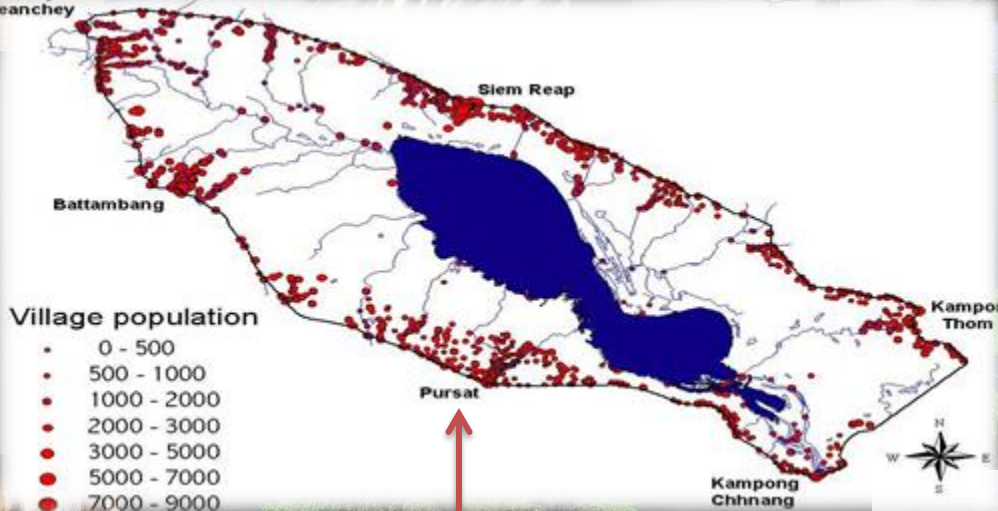 eanchey
Siem Reap
Battambang
Kampo
Thom
Village population
0 - 500
500 - 1000
1000 - 2000
2000 - 3000
3000 - 5000
5000 - 7000
7000 - 9000
Pursat
Kampong
Chhnang
N
W
E
S